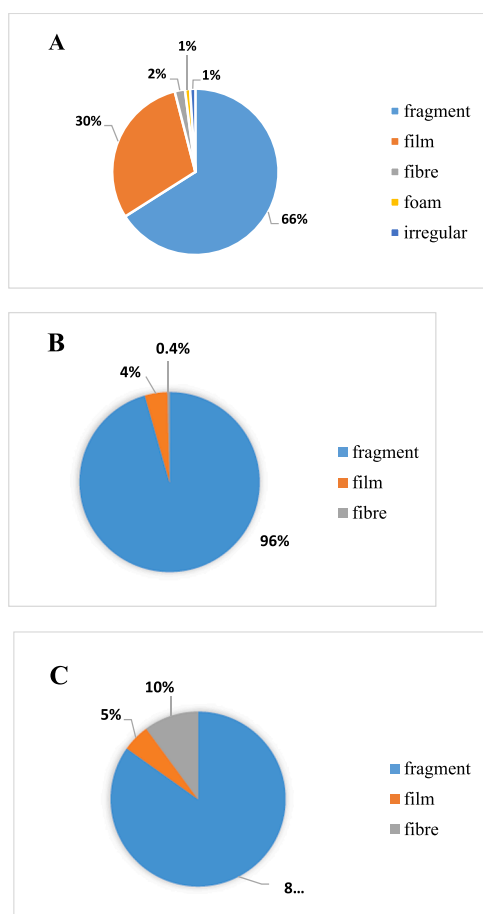 A
1%
2%
1%
30%
66%
fragment
film
fibre
foam
irregular
B
0.4%
4%
96%
fragment
film
fibre
C
10%
5%
8...
fragment
film
fibre